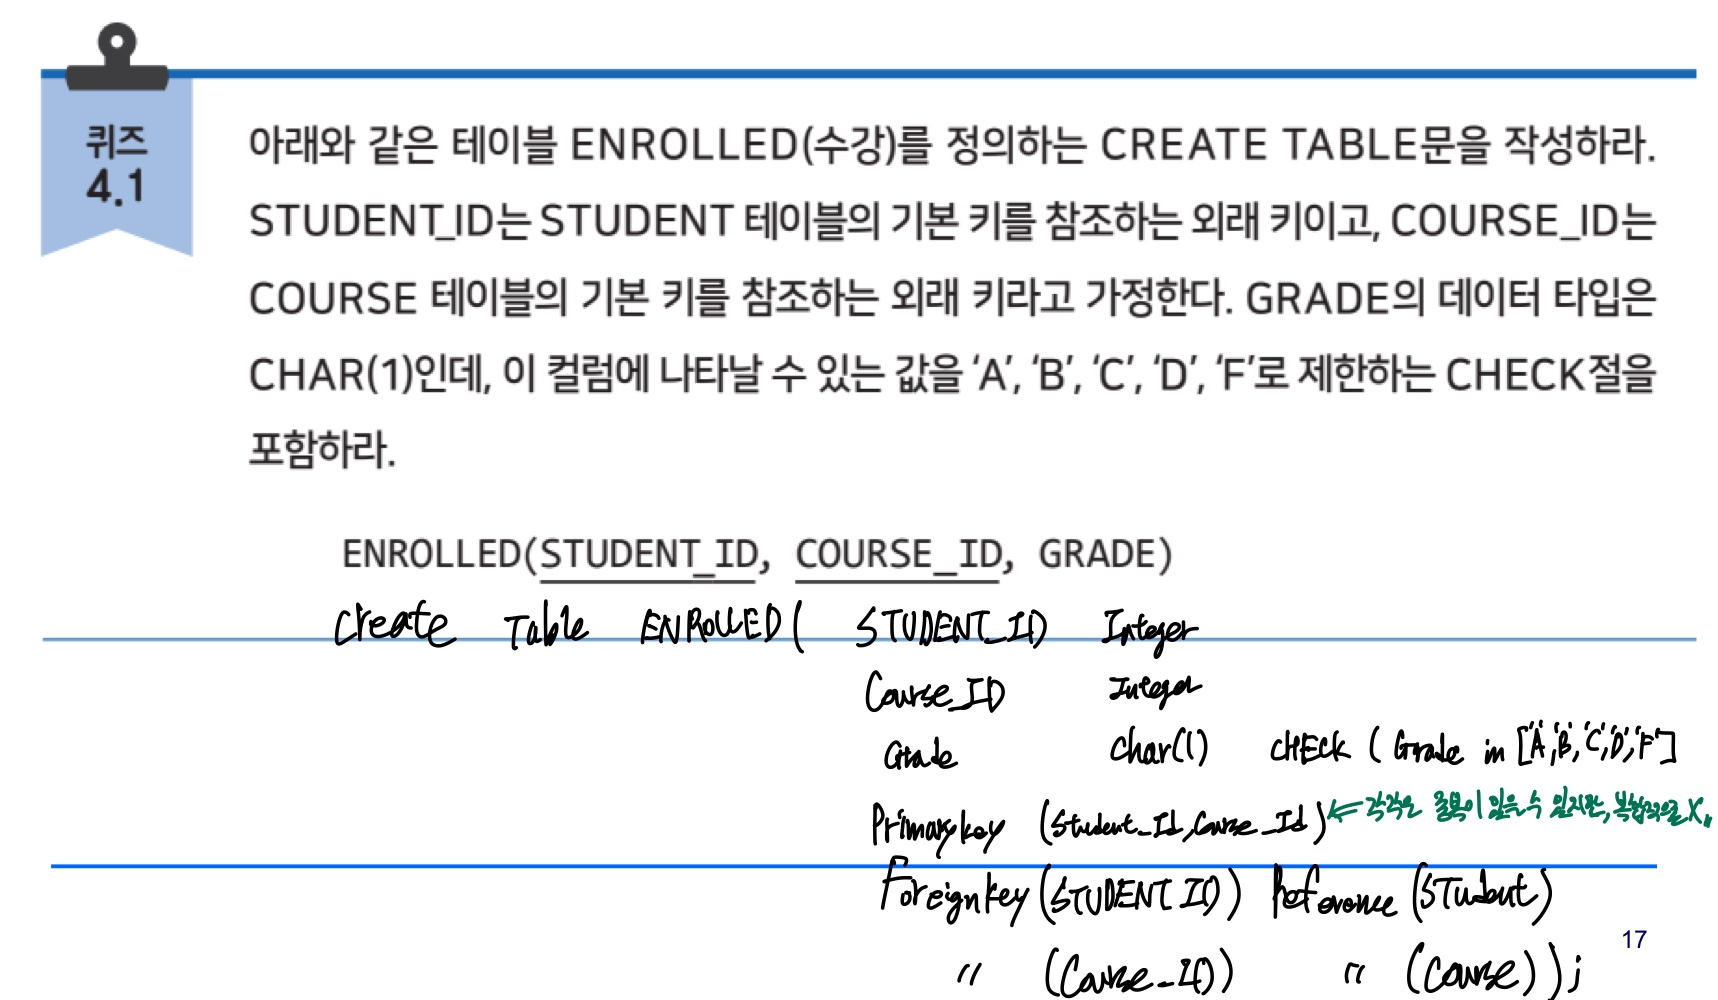 퀴즈
4.1
아래와 같은 테이블 ENROLLED(수강)를 정의하는 CREATE TABLE문을 작성하라.
STUDENT_ID는 STUDENT 테이블의 기본 키를 참조하는 외래 키이고, COURSE_ID는
COURSE 테이블의 기본 키를 참조하는 외래 키라고 가정한다. GRADE의 데이터 타입은
CHAR(1)인데, 이 컬럼에 나타날 수 있는 값을 ‘A’, ‘B’, ‘C’, ‘D’, ‘F’로 제한하는 CHECK절을
포함하라.
ENROLLED(STUDENT_ID, COURSE_ID, GRADE)
Create Table ENROLLED( STUDENT_ID Integer
Course_ID Integer
Grade char(1) CHECK ( Grade in ['A','B','C','D','F']
Primary key (Student_Id, Course_Id) ← 각각은 중복이 있을 수 있지만, 복합적으로 X,,
Foreign key (STUDENT ID) Reference (STudent)
〃 (Course_ID) 〃 (Course));
17